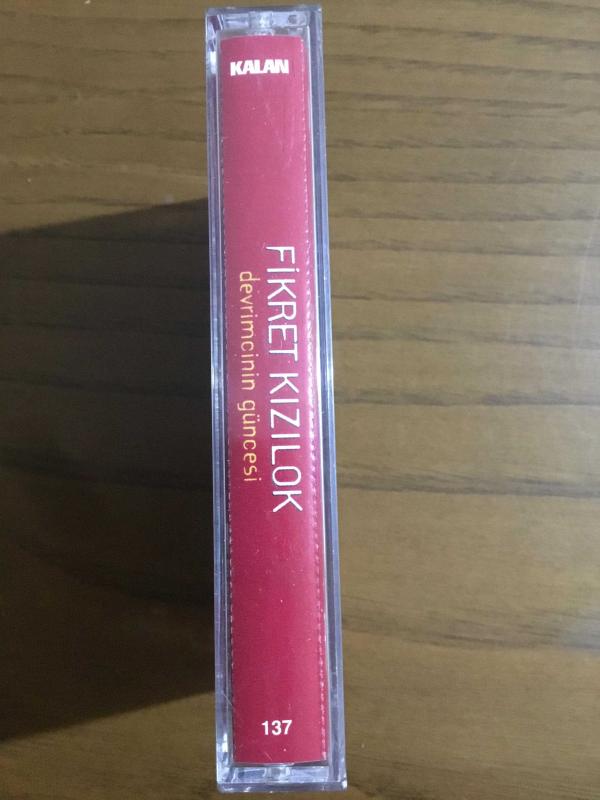 KALAN
FİKRET KIZILOK
devrimcinin güncesi
137